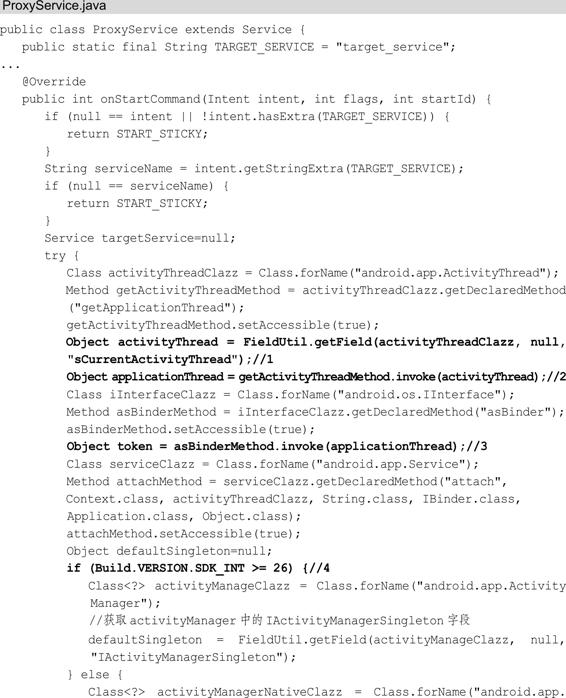 ProxyService.java
public class ProxyService extends Service {
public static final String TARGET_SERVICE = "target_service";
...
@Override
public int onStartCommand(Intent intent, int flags, int startId) {
if (null == intent || !intent.hasExtra(TARGET_SERVICE)) {
return START_STICKY;
}
String serviceName = intent.getStringExtra(TARGET_SERVICE);
if (null == serviceName) {
return START_STICKY;
}
Service targetService=null;
try {
Class activityThreadClazz = Class.forName("android.app.ActivityThread");
Method getActivityThreadMethod = activityThreadClazz.getDeclaredMethod
("getApplicationThread");
getActivityThreadMethod.setAccessible(true);
Object activityThread = FieldUtil.getField(activityThreadClazz, null,
"sCurrentActivityThread");//1
Object applicationThread = getActivityThreadMethod.invoke(activityThread);//2
Class iInterfaceClazz = Class.forName("android.os.IInterface");
Method asBinderMethod = iInterfaceClazz.getDeclaredMethod("asBinder");
asBinderMethod.setAccessible(true);
Object token = asBinderMethod.invoke(applicationThread);//3
Class serviceClazz = Class.forName("android.app.Service");
Method attachMethod = serviceClazz.getDeclaredMethod("attach",
Context.class, activityThreadClazz, String.class, IBinder.class,
Application.class, Object.class);
attachMethod.setAccessible(true);
Object defaultSingleton=null;
if (Build.VERSION.SDK_INT >= 26) {//4
Class<?> activityManageClazz = Class.forName("android.app.Activity
Manager");
//获取 activityManager 中的 IActivityManagerSingleton 字段
defaultSingleton = FieldUtil.getField(activityManageClazz, null,
"IActivityManagerSingleton");
} else {
Class<?> activityManagerNativeClazz = Class.forName("android.app.